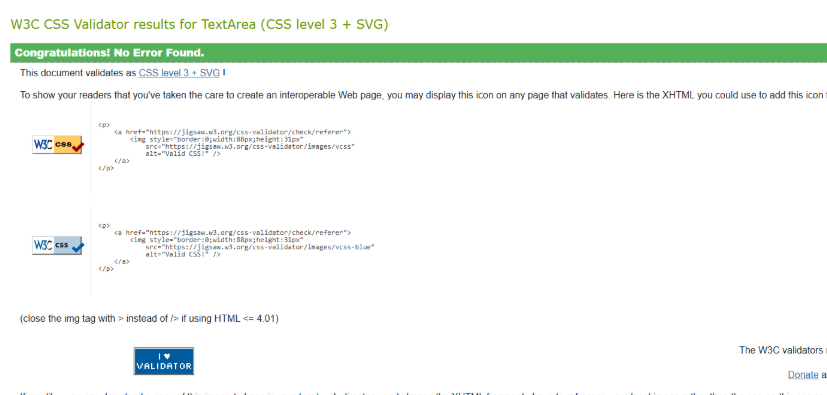 W3C CSS Validator results for TextArea (CSS level 3 + SVG)
Congratulations! No Error Found.
This document validates as CSS level 3 + SVG !
To show your readers that you've taken the care to create an interoperable Web page, you may display this icon on any page that validates. Here is the XHTML you could use to add this icon
W3C css
<p>
<a href="https://jigsaw.w3.org/css-validator/check/referer">
<img style="border:0;width:88px;height:31px"
src="https://jigsaw.w3.org/css-validator/images/vcss"
alt="Valid CSS!" />
</a>
</p>
W3C css
<p>
<a href="https://jigsaw.w3.org/css-validator/check/referer">
<img style="border:0;width:88px;height:31px"
src="https://jigsaw.w3.org/css-validator/images/vcss-blue"
alt="Valid CSS!" />
</a>
</p>
(close the img tag with > instead of /> if using HTML <= 4.01)
I ♥
VALIDATOR
The W3C validators
Donate a